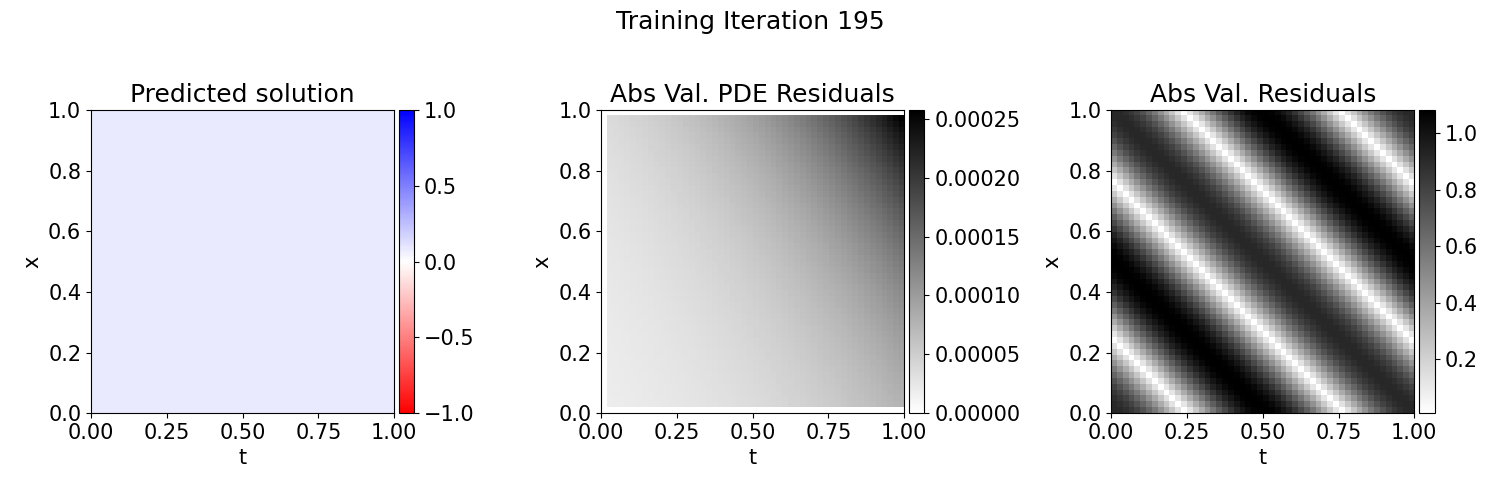 Training Iteration 195
Predicted solution
1.0
0.8
0.6
0.4
0.2
0.0
x
0.00 0.25 0.50 0.75 1.00
t
1.0
0.5
0.0
−0.5
−1.0
Abs Val. PDE Residuals
1.0
0.8
0.6
0.4
0.2
0.0
x
0.00 0.25 0.50 0.75 1.00
t
0.00025
0.00020
0.00015
0.00010
0.00005
0.00000
Abs Val. Residuals
1.0
0.8
0.6
0.4
0.2
0.0
x
0.00 0.25 0.50 0.75 1.00
t
1.0
0.8
0.6
0.4
0.2